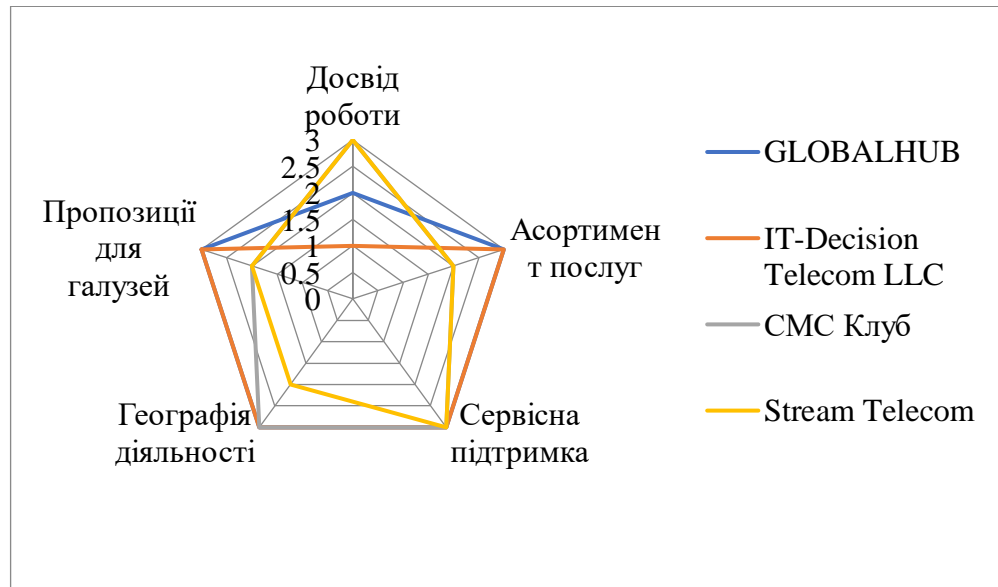 Досвід
роботи
3
2.5
2
1.5
1
0.5
0
Асортимен
т послуг
Сервісна
підтримка
Географія
діяльності
Пропозиції
для
галузей
GLOBALHUB
IT-Decision
Telecom LLC
СМС Клуб
Stream Telecom